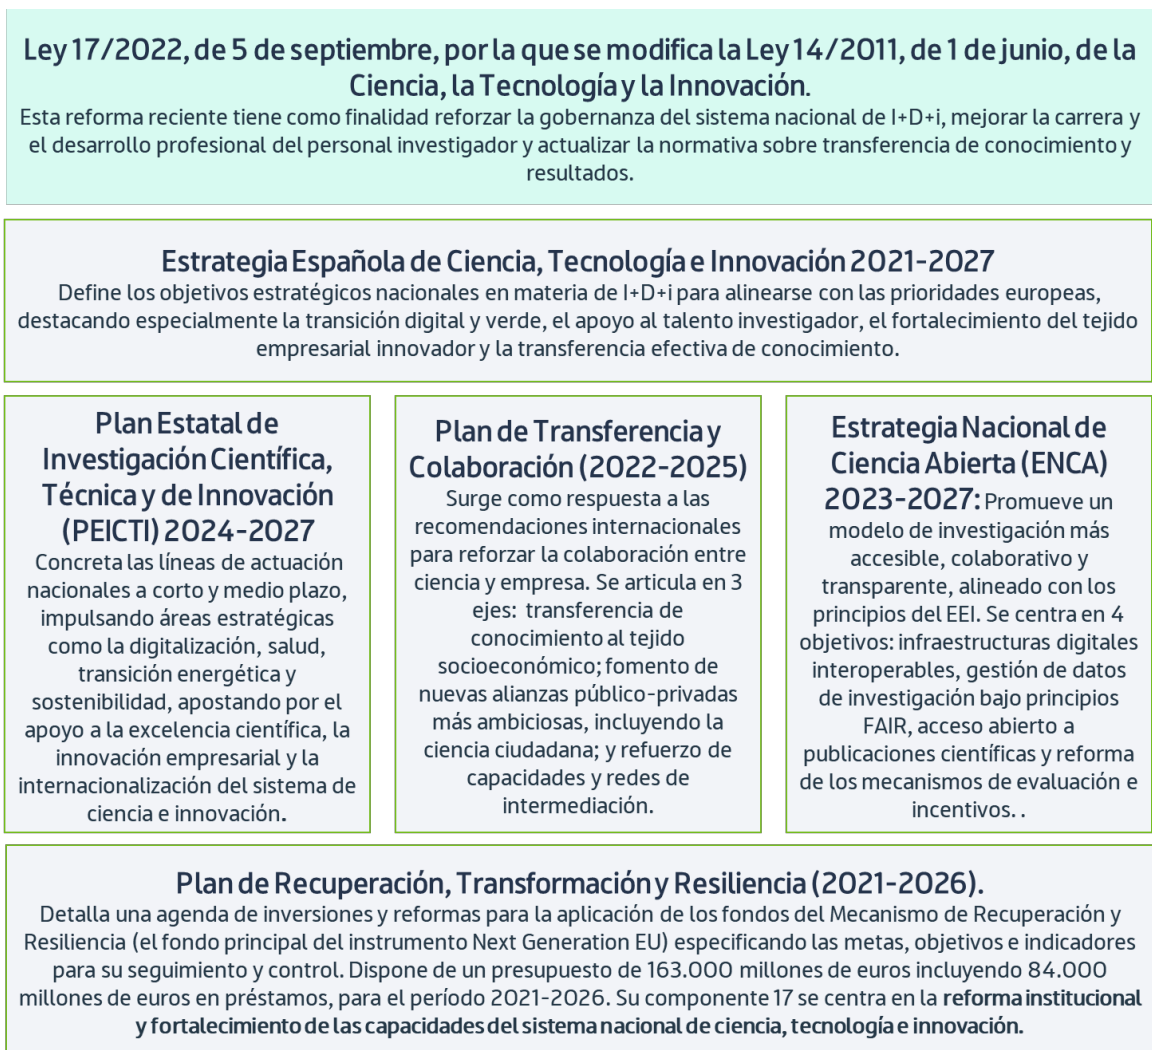 Ley 17/2022, de 5 de septiembre, por la que se modifica la Ley 14/2011, de 1 de junio, de la
Ciencia, la Tecnología y la Innovación.
Esta reforma reciente tiene como finalidad reforzar la gobernanza del sistema nacional de I+D+i, mejorar la carrera y
el desarrollo profesional del personal investigador y actualizar la normativa sobre transferencia de conocimiento y
resultados.
Estrategia Española de Ciencia, Tecnología e Innovación 2021-2027
Define los objetivos estratégicos nacionales en materia de I+D+i para alinearse con las prioridades europeas,
destacando especialmente la transición digital y verde, el apoyo al talento investigador, el fortalecimiento del tejido
empresarial innovador y la transferencia efectiva de conocimiento.
Plan Estatal de
Investigación Científica,
Técnica y de Innovación
(PEICTI) 2024-2027
Concreta las líneas de actuación
nacionales a corto y medio plazo,
impulsando áreas estratégicas
como la digitalización, salud,
transición energética y
sostenibilidad, apostando por el
apoyo a la excelencia científica, la
innovación empresarial y la
internacionalización del sistema de
ciencia e innovación.
Plan de Transferencia y
Colaboración (2022-2025)
Surge como respuesta a las
recomendaciones internacionales
para reforzar la colaboración entre
ciencia y empresa. Se articula en 3
ejes: transferencia de
conocimiento al tejido
socioeconómico; fomento de
nuevas alianzas público-privadas
más ambiciosas, incluyendo la
ciencia ciudadana; y refuerzo de
capacidades y redes de
intermediación.
Estrategia Nacional de
Ciencia Abierta (ENCA)
2023-2027: Promueve un
modelo de investigación más
accesible, colaborativo y
transparente, alineado con los
principios del EEI. Se centra en 4
objetivos: infraestructuras digitales
interoperables, gestión de datos
de investigación bajo principios
FAIR, acceso abierto a
publicaciones científicas y reforma
de los mecanismos de evaluación e
incentivos. .
Plan de Recuperación, Transformación y Resiliencia (2021-2026).
Detalla una agenda de inversiones y reformas para la aplicación de los fondos del Mecanismo de Recuperación y
Resiliencia (el fondo principal del instrumento Next Generation EU) especificando las metas, objetivos e indicadores
para su seguimiento y control. Dispone de un presupuesto de 163.000 millones de euros incluyendo 84.000
millones de euros en préstamos, para el período 2021-2026. Su componente 17 se centra en la reforma institucional
y fortalecimiento de las capacidades del sistema nacional de ciencia, tecnología e innovación.